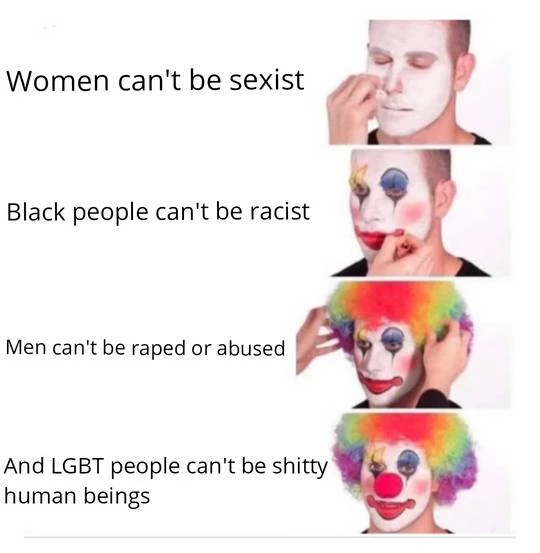 Women can't be sexist
Black people can't be racist
Men can't be raped or abused
And LGBT people can't be shitty
human beings